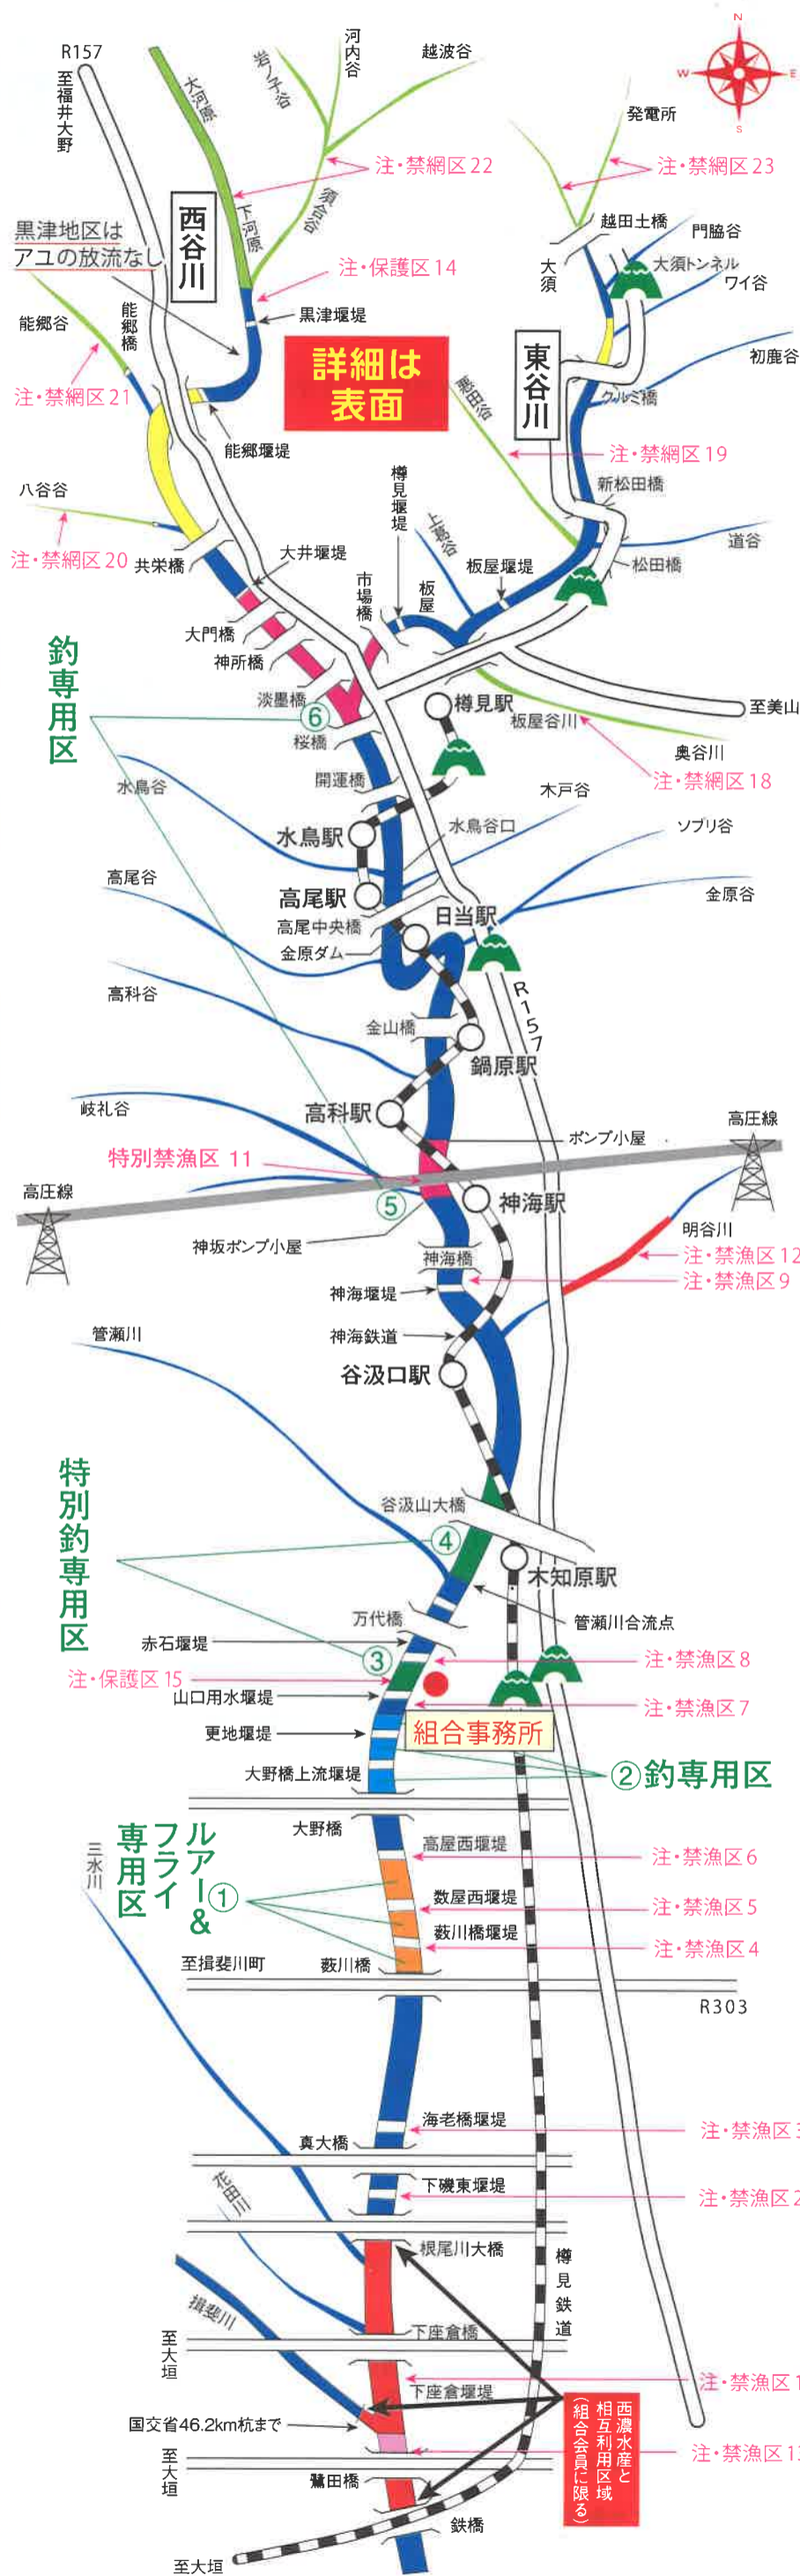 N
W
E
S
R157
至福井大野
大河原
岩ノ子谷
河内谷
越波谷
発電所
注・禁網区22
注・禁網区23
西谷川
下河原
須合谷
越田土橋
門脇谷
大須
大須トンネル
ワイ谷
黒津地区は
アユの放流なし
注・保護区14
能郷谷
能郷橋
黒津堰堤
詳細は
表面
東谷川
初鹿谷
悪田谷
クルミ橋
注・禁網区21
能郷堰堤
注・禁網区19
八谷谷
樽見堰堤
新松田橋
上葛谷
道谷
注・禁網区20
共栄橋
大井堰堤
市場橋
板屋
板屋堰堤
松田橋
大門橋
神所橋
釣専用区
淡墨橋
⑥
樽見駅
板屋谷川
至美山
桜橋
奥谷川
注・禁網区18
開運橋
水鳥谷
木戸谷
水鳥駅
水鳥谷口
ソブリ谷
高尾谷
高尾駅
金原谷
高尾中央橋
日当駅
金原ダム
高科谷
R157
金山橋
鍋原駅
岐礼谷
高科駅
ポンプ小屋
高圧線
特別禁漁区 11
高圧線
⑤
神海駅
明谷川
神坂ポンプ小屋
神海橋
注・禁漁区12
注・禁漁区9
神海堰堤
管瀬川
神海鉄道
谷汲口駅
特別釣専用区
谷汲山大橋
④
木知原駅
万代橋
管瀬川合流点
赤石堰堤
③
注・禁漁区8
注・保護区15
山口用水堰堤
注・禁漁区7
更地堰堤
組合事務所
大野橋上流堰堤
②釣専用区
大野橋
ルアー&
フライ
専用区
①
三水川
高屋西堰堤
注・禁漁区6
数屋西堰堤
注・禁漁区5
薮川橋堰堤
注・禁漁区4
至揖斐川町
薮川橋
R303
海老橋堰堤
注・禁漁区3
真大橋
花田川
下磯東堰堤
注・禁漁区2
根尾川大橋
樽見鉄道
揖斐川
至大垣
下座倉橋
注・禁漁区1
下座倉堰堤
国交省46.2km杭まで
西濃水産と
相互利用区域
(組合会員に限る)
至大垣
注・禁漁区13
鷺田橋
鉄橋
至大垣